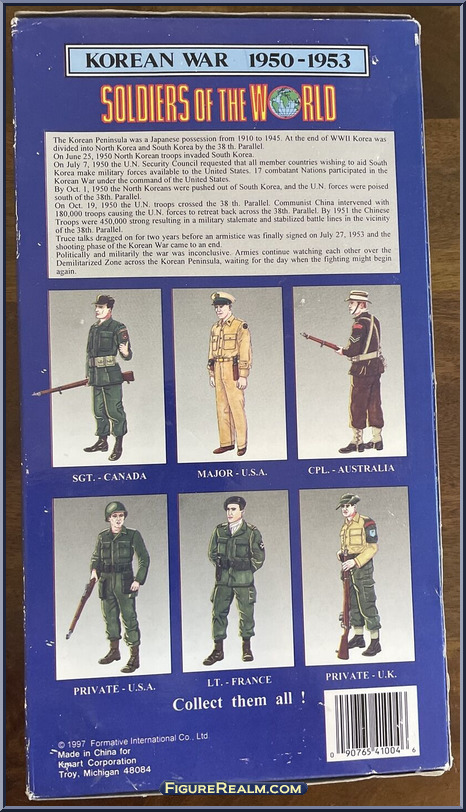 KOREAN WAR 1950-1953
SOLDIERS OF THE WORLD
The Korean Peninsula was a Japanese possession from 1910 to 1945. At the end of WWII Korea was
divided into North Korea and South Korea by the 38 th. Parallel.
On June 25, 1950 North Korean troops invaded South Korea.
On July 7, 1950 the U.N. Security Council requested that all member countries wishing to aid South
Korea make military forces available to the United States. 17 combatant Nations participated in the
Korean War under the command of the United States.
By Oct. 1, 1950 the North Koreans were pushed out of South Korea, and the U.N. forces were poised
south of the 38th. Parallel.
On Oct. 19, 1950 the U.N. troops crossed the 38 th. Parallel. Communist China intervened with
180,000 troops causing the U.N. forces to retreat back across the 38th. Parallel. By 1951 the Chinese
Troops were 450,000 strong resulting in a military stalemate and stabilized battle lines in the vicinity
of the 38th. Parallel.
Truce talks dragged on for two years before an armistice was finally signed on July 27, 1953 and the
shooting phase of the Korean War came to an end.
Politically and militarily the war was inconclusive. Armies continue watching each other over the
Demilitarized Zone across the Korean Peninsula, waiting for the day when the fighting might begin
again.
SGT. - CANADA
MAJOR - U.S.A.
CPL. - AUSTRALIA
PRIVATE - U.S.A.
LT. - FRANCE
PRIVATE - U.K.
Collect them all !
© 1997 Formative International Co., Ltd.
Made in China for
Kmart Corporation
Troy, Michigan 48084
0 90765 41004 6
FIGUREREALM.COM